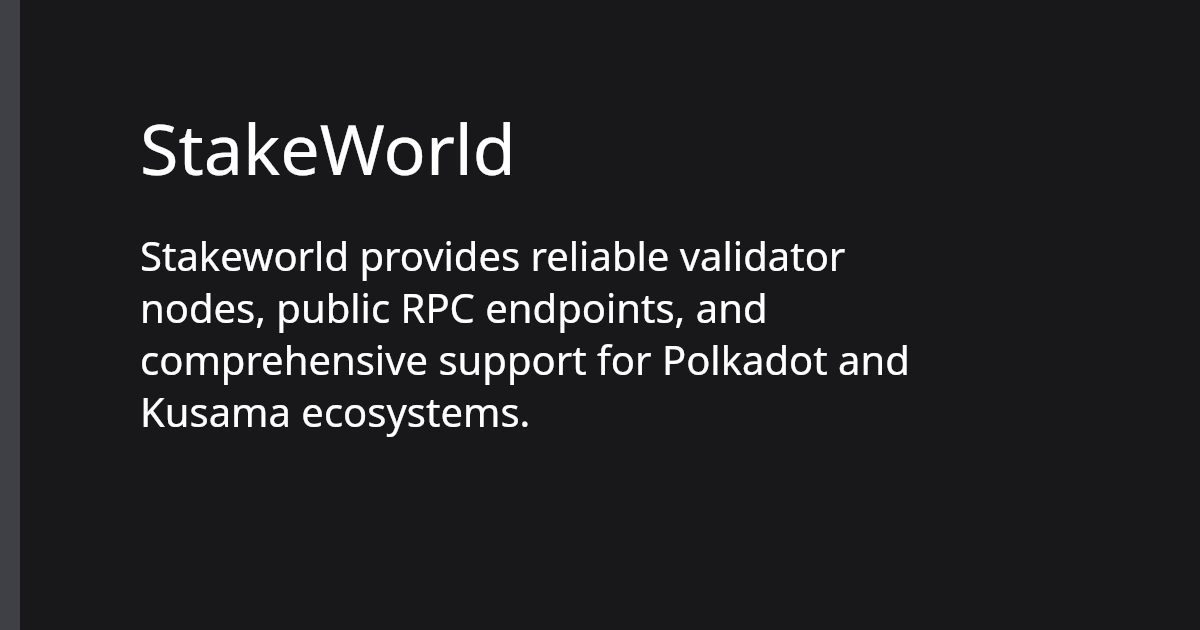 StakeWorld
Stakeworld provides reliable validator
nodes, public RPC endpoints, and
comprehensive support for Polkadot and
Kusama ecosystems.